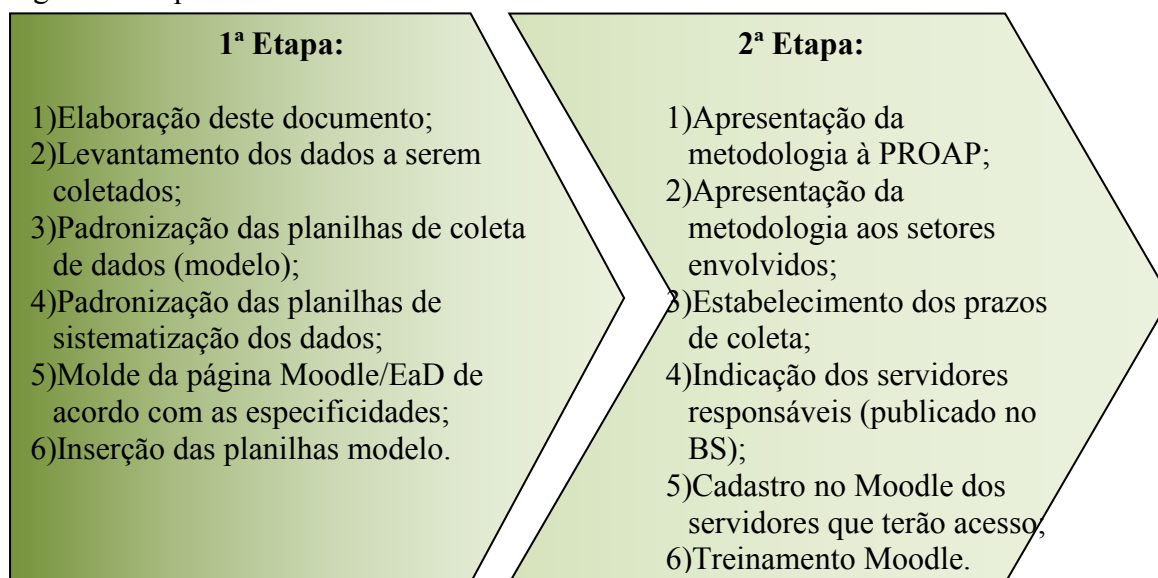 1ª Etapa:
1)Elaboração deste documento;
2)Levantamento dos dados a serem
coletados;
3)Padronização das planilhas de coleta
de dados (modelo);
4)Padronização das planilhas de
sistematização dos dados;
5)Molde da página Moodle/EaD de
acordo com as especificidades;
6)Inserção das planilhas modelo.
2ª Etapa:
1)Apresentação da
metodologia à PROAP;
2)Apresentação da
metodologia aos setores
envolvidos;
3)Estabelecimento dos prazos
de coleta;
4)Indicação dos servidores
responsáveis (publicado no
BS);
5)Cadastro no Moodle dos
servidores que terão acesso;
6)Treinamento Moodle.